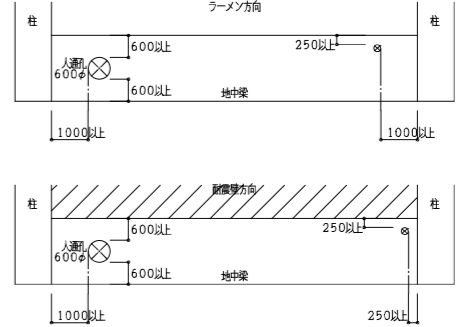 ラーメン方向
柱
柱
600以上
250以上
人通孔
600φ
600以上
地中梁
1000以上
1000以上
耐震壁方向
柱
柱
600以上
250以上
人通孔
600φ
600以上
地中梁
1000以上
250以上